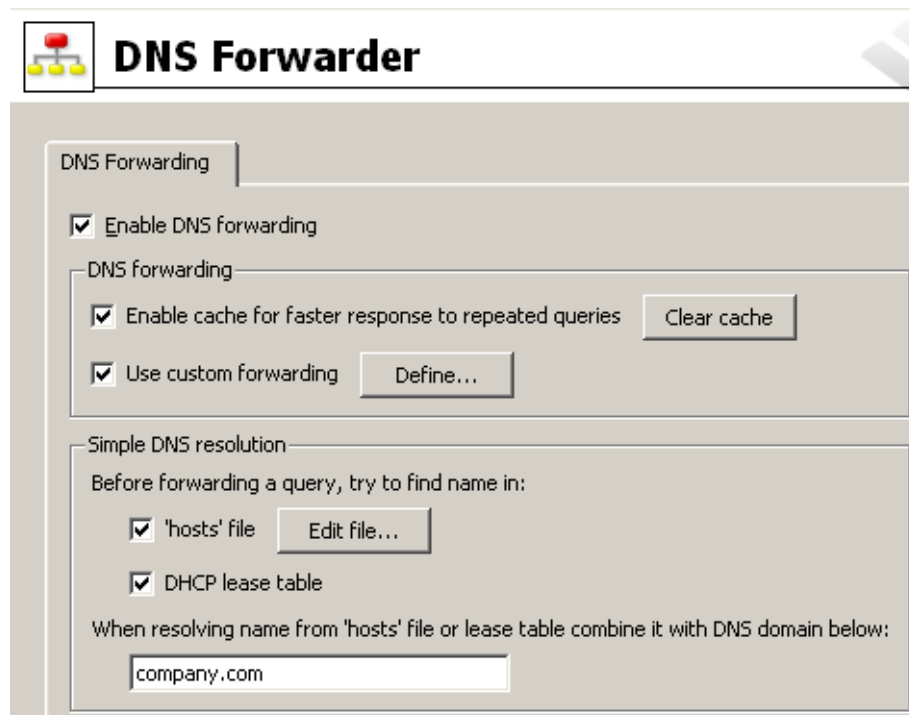 DNS Forwarder
DNS Forwarding
Enable DNS forwarding
DNS forwarding
Enable cache for faster response to repeated queries Clear cache
Use custom forwarding Define...
Simple DNS resolution
Before forwarding a query, try to find name in:
'hosts' file Edit file...
DHCP lease table
When resolving name from 'hosts' file or lease table combine it with DNS domain below:
company.com